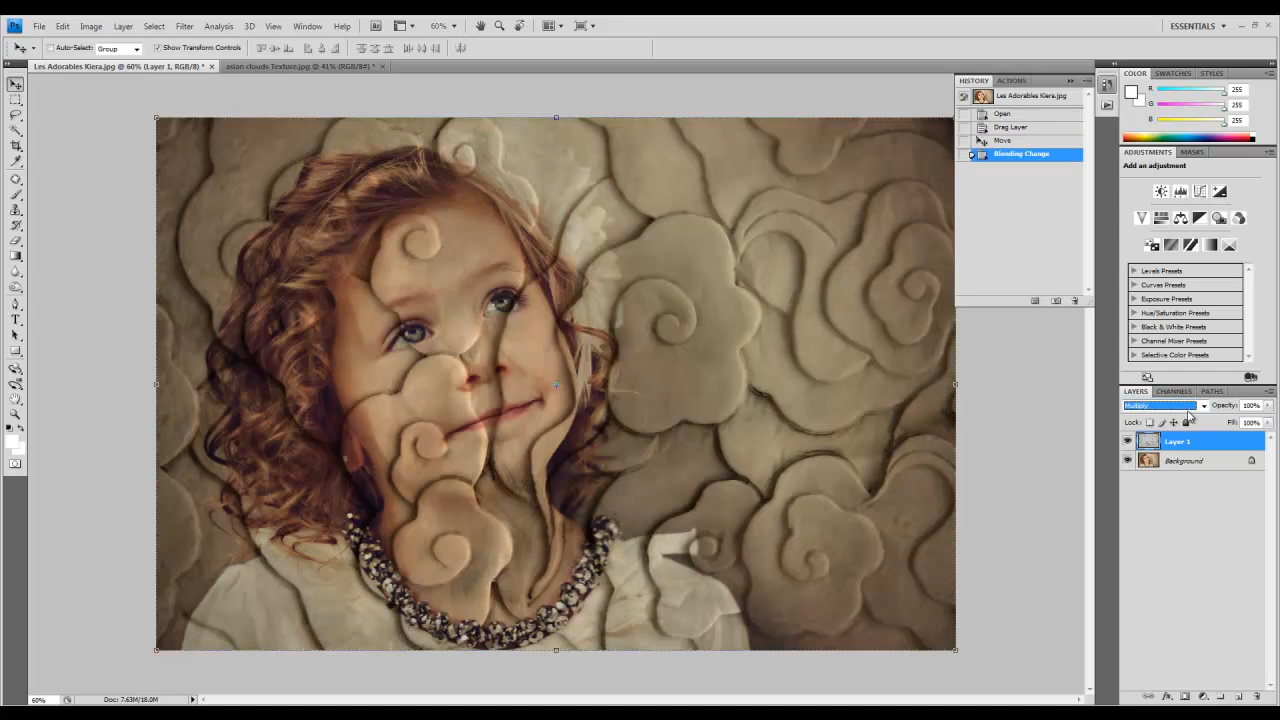 Ps File Edit Image Layer Select Filter Analysis 3D View Window Help Br 60% ESSENTIALS
Auto-Select: Group Show Transform Controls
Les Adorables Kiera.jpg @ 60% (Layer 1, RGB/8) * × asian clouds Texture.jpg @ 41% (RGB/8#) * ×
HISTORY ACTIONS
Les Adorables Kiera.jpg
Open
Drag Layer
Move
Blending Change
COLOR SWATCHES STYLES
R 255
G 255
B 255
ADJUSTMENTS MASKS
Add an adjustment
Levels Presets
Curves Presets
Exposure Presets
Hue/Saturation Presets
Black & White Presets
Channel Mixer Presets
Selective Color Presets
LAYERS CHANNELS PATHS
Multiply Opacity: 100%
Lock: Fill: 100%
Layer 1
Background
60% Doc: 7.63M/18.0M